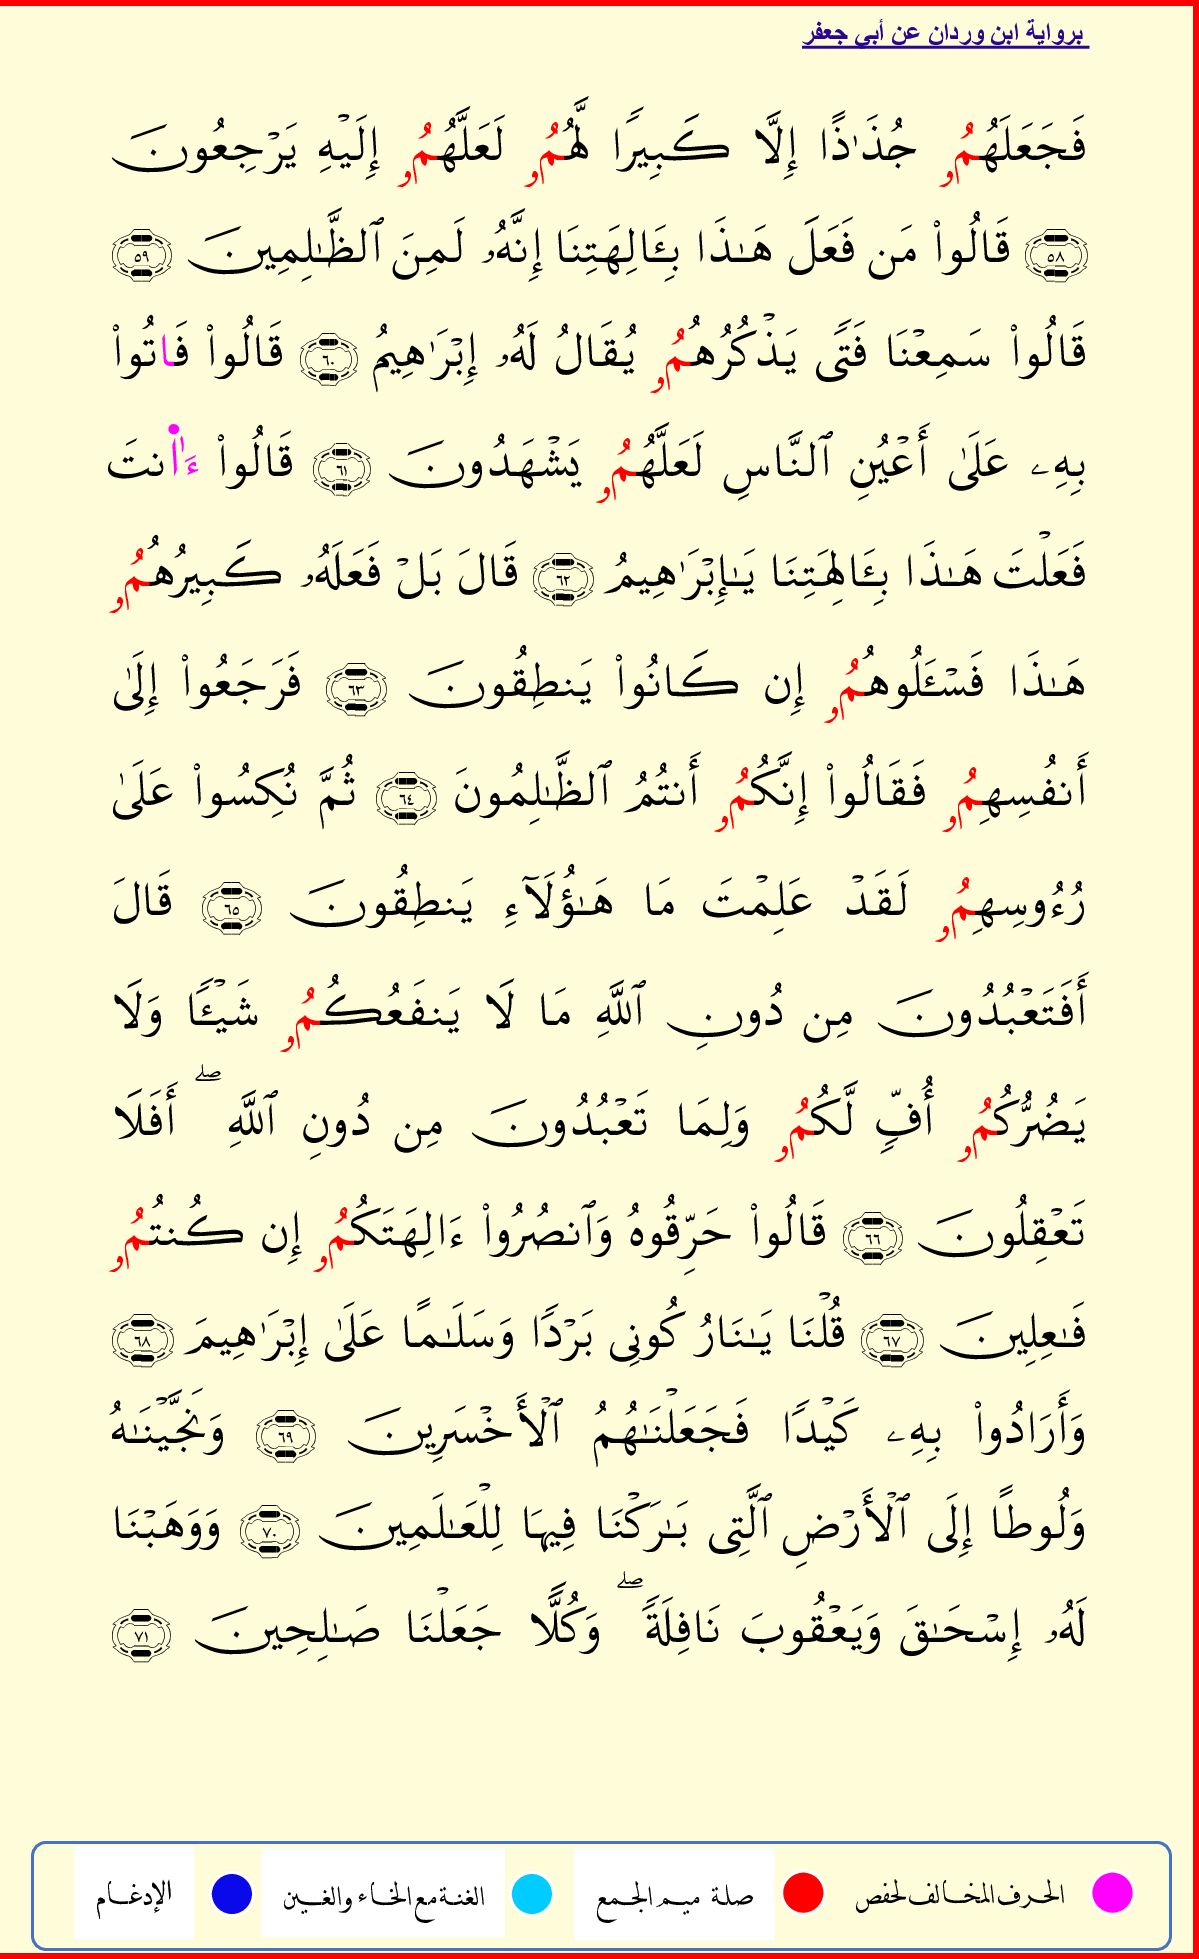 برواية ابن وردان عن أبي جعفر
فَجَعَلَهُمُۥ جُذَٰذًا إِلَّا كَبِيرًا لَّهُمُۥ لَعَلَّهُمُۥ إِلَيْهِ يَرْجِعُونَ
٥٨ قَالُوا۟ مَن فَعَلَ هَـٰذَا بِـَٔالِهَتِنَا إِنَّهُۥ لَمِنَ ٱلظَّـٰلِمِينَ ٥٩
قَالُوا۟ سَمِعْنَا فَتًى يَذْكُرُهُمُۥ يُقَالُ لَهُۥ إِبْرَٰهِيمُ ٦٠ قَالُوا۟ فَاتُوا۟
بِهِۦ عَلَىٰ أَعْيُنِ ٱلنَّاسِ لَعَلَّهُمُۥ يَشْهَدُونَ ٦١ قَالُوا۟ ءَا۬نتَ
فَعَلْتَ هَـٰذَا بِـَٔالِهَتِنَا يَـٰإِبْرَٰهِيمُ ٦٢ قَالَ بَلْ فَعَلَهُۥ كَبِيرُهُمُۥ
هَـٰذَا فَسْـَٔلُوهُمُۥ إِن كَانُوا۟ يَنطِقُونَ ٦٣ فَرَجَعُوا۟ إِلَىٰ
أَنفُسِهِمُۥ فَقَالُوا۟ إِنَّكُمُۥ أَنتُمُ ٱلظَّـٰلِمُونَ ٦٤ ثُمَّ نُكِسُوا۟ عَلَىٰ
رُءُوسِهِمُۥ لَقَدْ عَلِمْتَ مَا هَـٰؤُلَآءِ يَنطِقُونَ ٦٥ قَالَ
أَفَتَعْبُدُونَ مِن دُونِ ٱللَّهِ مَا لَا يَنفَعُكُمُۥ شَيْـًٔا وَلَا
يَضُرُّكُمُۥ أُفٍّ لَّكُمُۥ وَلِمَا تَعْبُدُونَ مِن دُونِ ٱللَّهِ ۖ أَفَلَا
تَعْقِلُونَ ٦٦ قَالُوا۟ حَرِّقُوهُ وَٱنصُرُوا۟ ءَالِهَتَكُمُۥ إِن كُنتُمُۥ
فَـٰعِلِينَ ٦٧ قُلْنَا يَـٰنَارُ كُونِى بَرْدًا وَسَلَـٰمًا عَلَىٰ إِبْرَٰهِيمَ ٦٨
وَأَرَادُوا۟ بِهِۦ كَيْدًا فَجَعَلْنَـٰهُمُ ٱلْأَخْسَرِينَ ٦٩ وَنَجَّيْنَـٰهُ
وَلُوطًا إِلَى ٱلْأَرْضِ ٱلَّتِى بَـٰرَكْنَا فِيهَا لِلْعَـٰلَمِينَ ٧٠ وَوَهَبْنَا
لَهُۥ إِسْحَـٰقَ وَيَعْقُوبَ نَافِلَةً ۖ وَكُلًّا جَعَلْنَا صَـٰلِحِينَ ٧١
الحرف المخالف لحفص صلة ميم الجمع الغنة مع الخاء والغين الإدغام